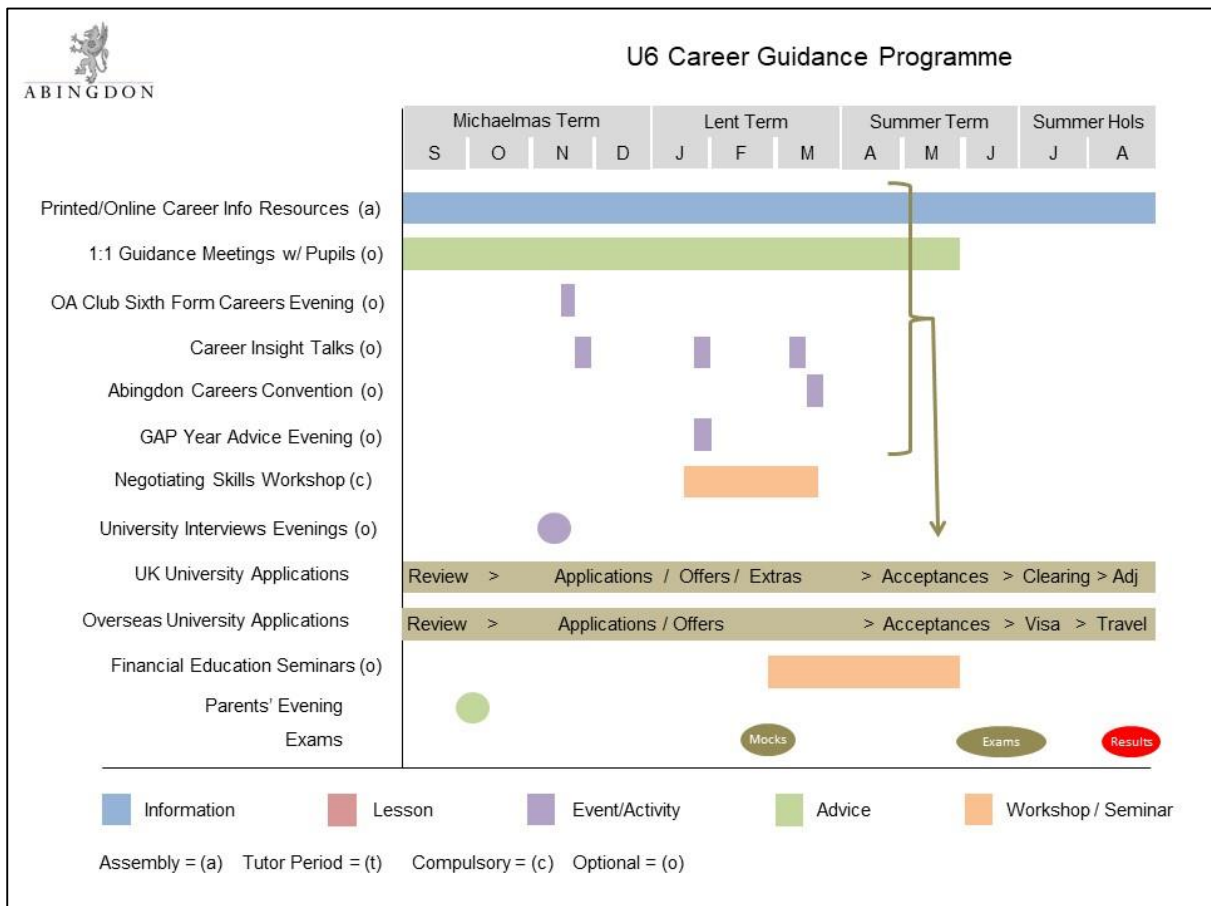 ABINGDON
U6 Career Guidance Programme
Michaelmas Term Lent Term Summer Term Summer Hols
S O N D J F M A M J J A
Printed/Online Career Info Resources (a)
1:1 Guidance Meetings w/ Pupils (o)
OA Club Sixth Form Careers Evening (o)
Career Insight Talks (o)
Abingdon Careers Convention (o)
GAP Year Advice Evening (o)
Negotiating Skills Workshop (c)
University Interviews Evenings (o)
UK University Applications Review > Applications / Offers / Extras > Acceptances > Clearing > Adj
Overseas University Applications Review > Applications / Offers > Acceptances > Visa > Travel
Financial Education Seminars (o)
Parents' Evening
Exams Mocks Exams Results
Information Lesson Event/Activity Advice Workshop / Seminar
Assembly = (a) Tutor Period = (t) Compulsory = (c) Optional = (o)